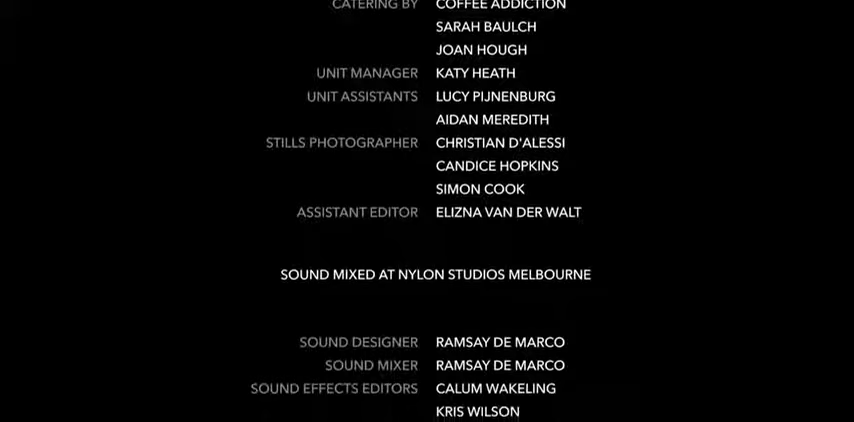 CATERING BY COFFEE ADDICTION
SARAH BAULCH
JOAN HOUGH
UNIT MANAGER KATY HEATH
UNIT ASSISTANTS LUCY PIJNENBURG
AIDAN MEREDITH
STILLS PHOTOGRAPHER CHRISTIAN D'ALESSI
CANDICE HOPKINS
SIMON COOK
ASSISTANT EDITOR ELIZNA VAN DER WALT
SOUND MIXED AT NYLON STUDIOS MELBOURNE
SOUND DESIGNER RAMSAY DE MARCO
SOUND MIXER RAMSAY DE MARCO
SOUND EFFECTS EDITORS CALUM WAKELING
KRIS WILSON